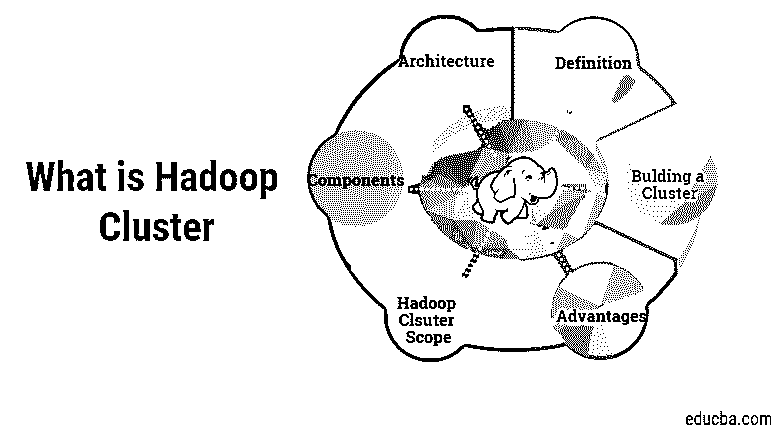 What is Hadoop
Cluster
Architecture
Definition
Components
Bulding a
Cluster
Hadoop
Clsuter
Scope
Advantages
educba.com